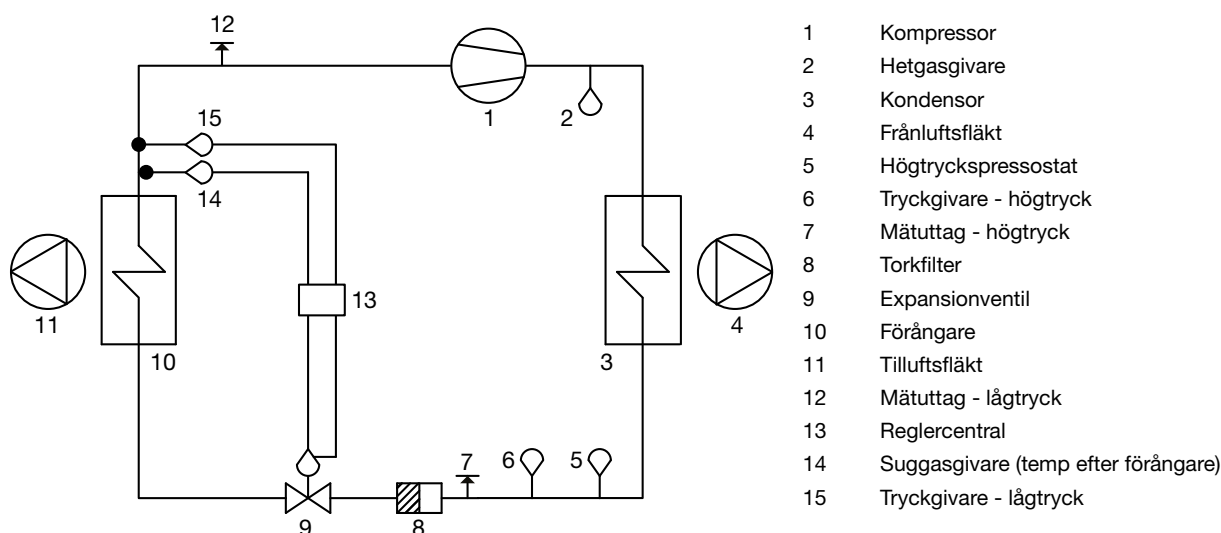 12
1
2
15
14
11
10
13
3
4
9
8
7
6
5
1 Kompressor
2 Hetgasgivare
3 Kondensor
4 Frånluftsfläkt
5 Högtryckspressostat
6 Tryckgivare - högtryck
7 Mätuttag - högtryck
8 Torkfilter
9 Expansionventil
10 Förångare
11 Tilluftsfläkt
12 Mätuttag - lågtryck
13 Reglercentral
14 Suggasgivare (temp efter förångare)
15 Tryckgivare - lågtryck